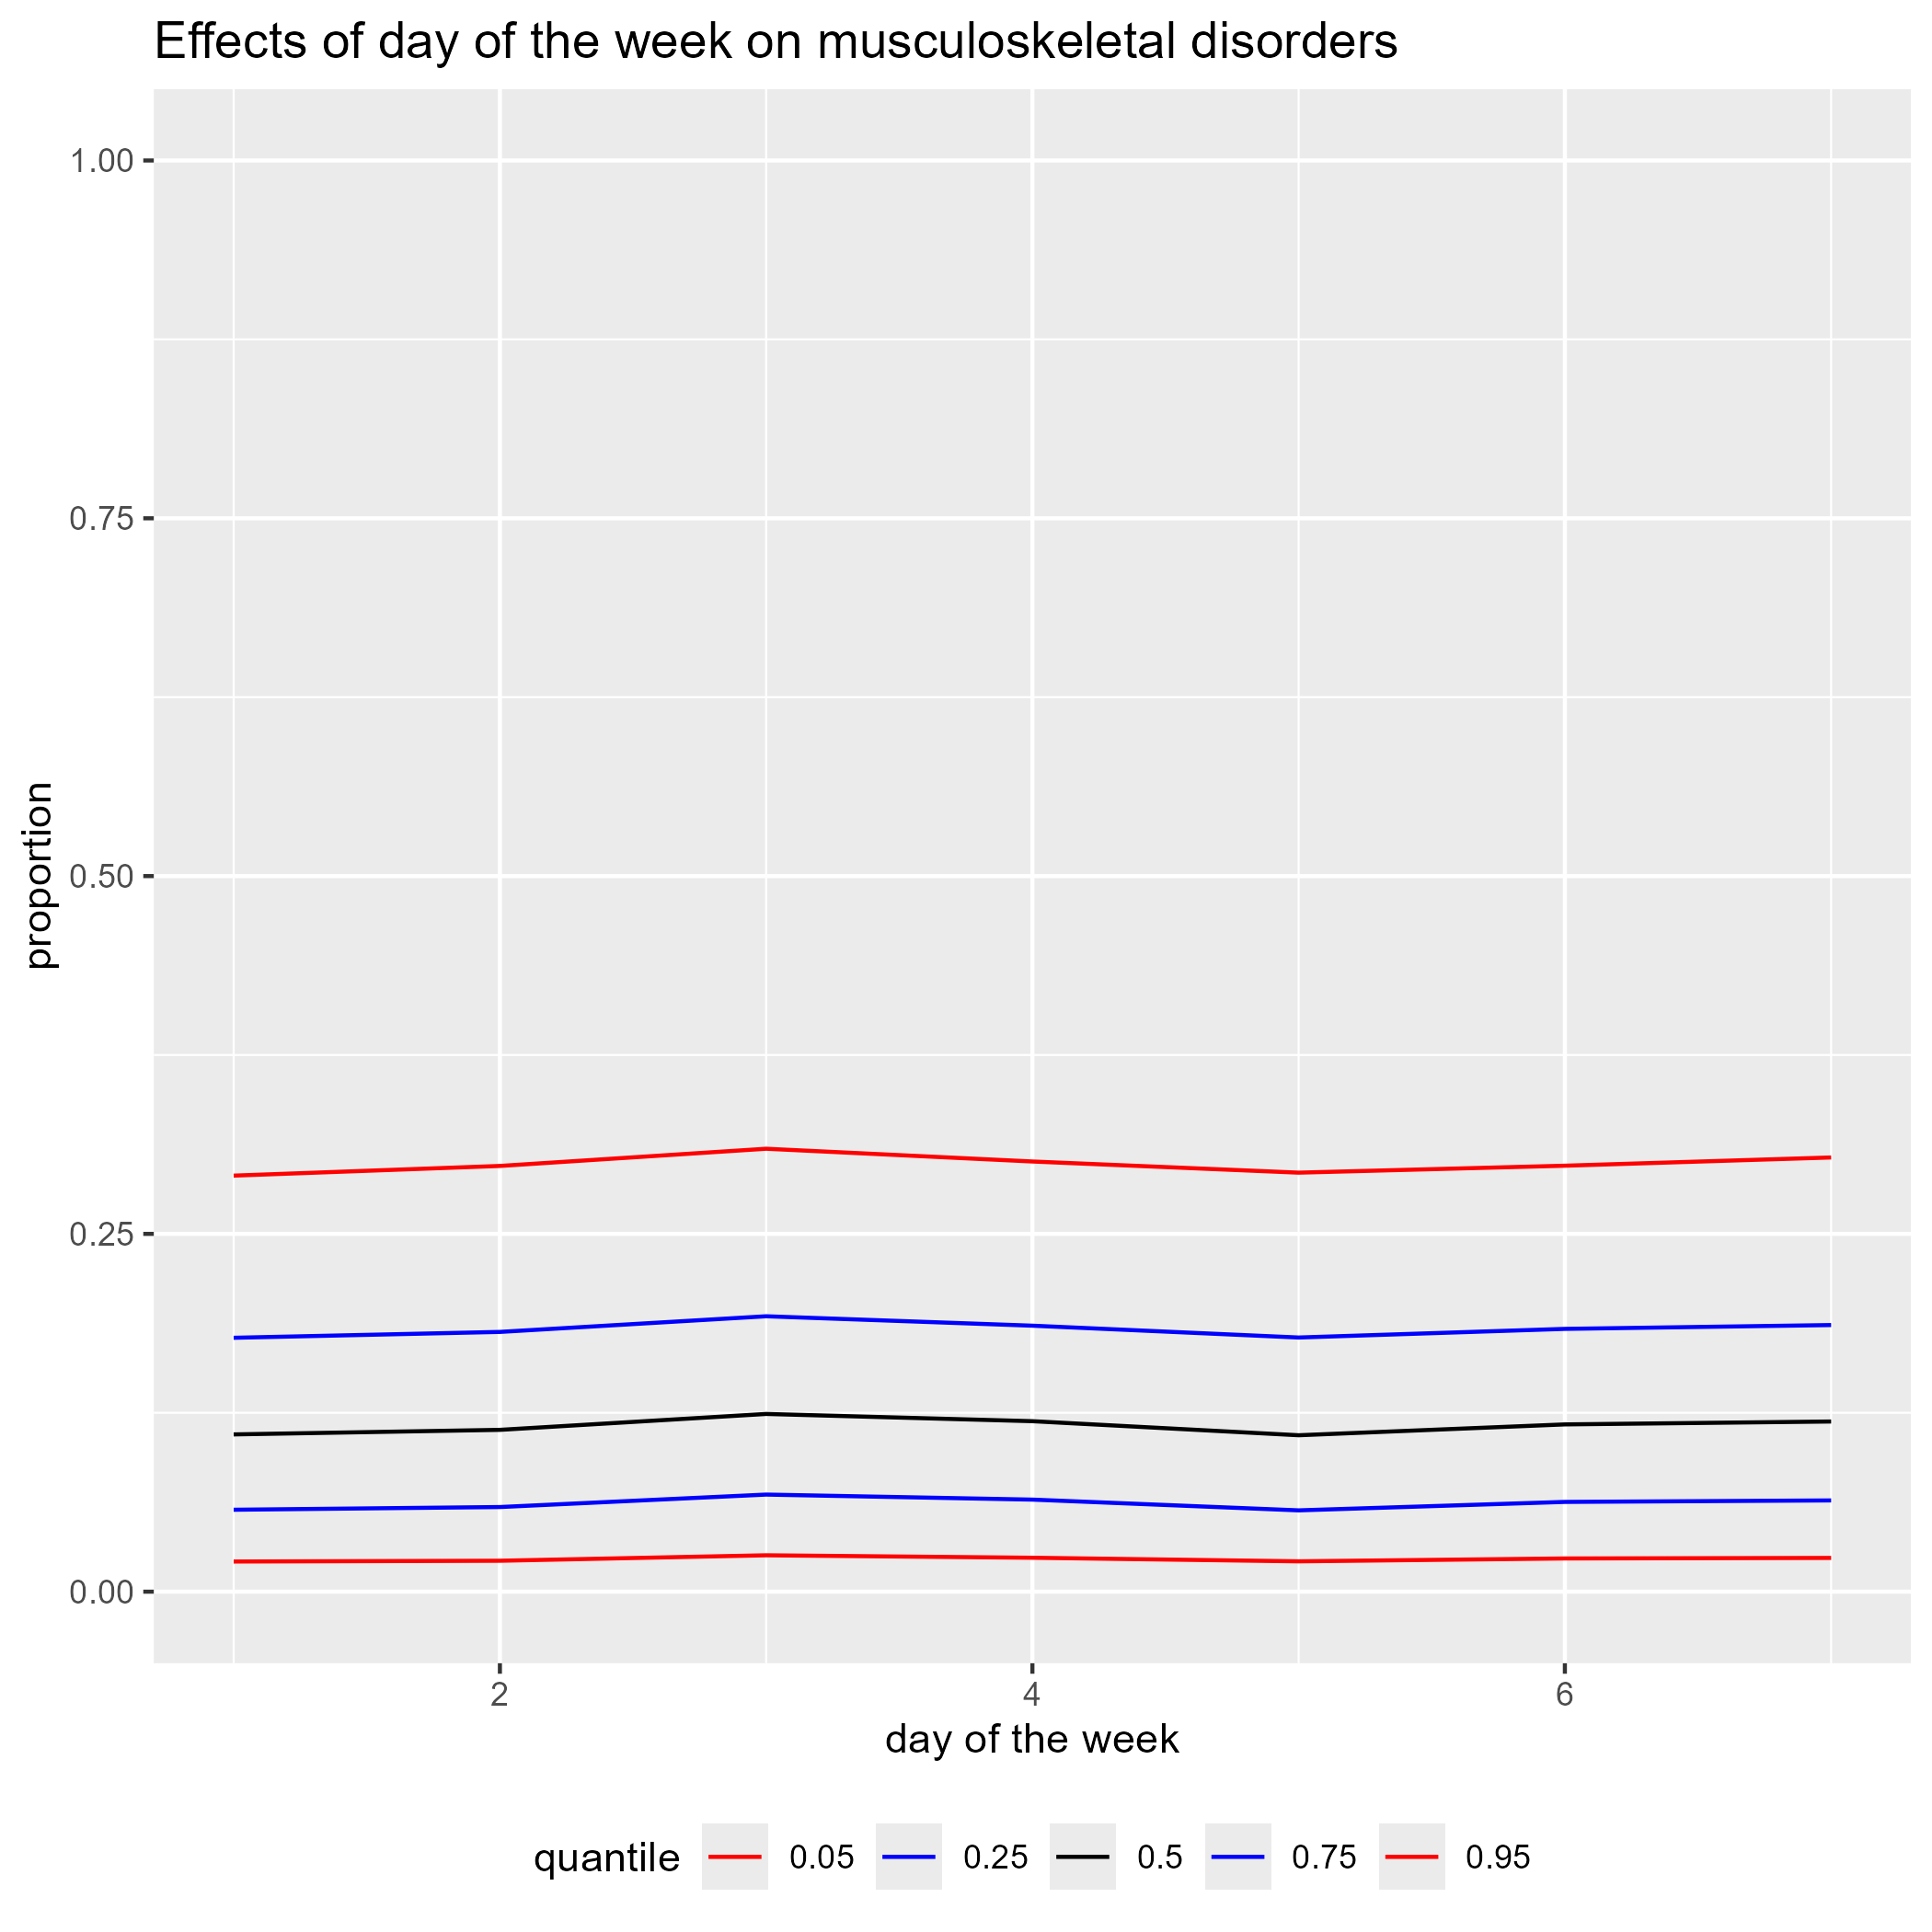 Effects of day of the week on musculoskeletal disorders
1.00
0.75
0.50
0.25
0.00
proportion
2 4 6
day of the week
quantile 0.05 0.25 0.5 0.75 0.95